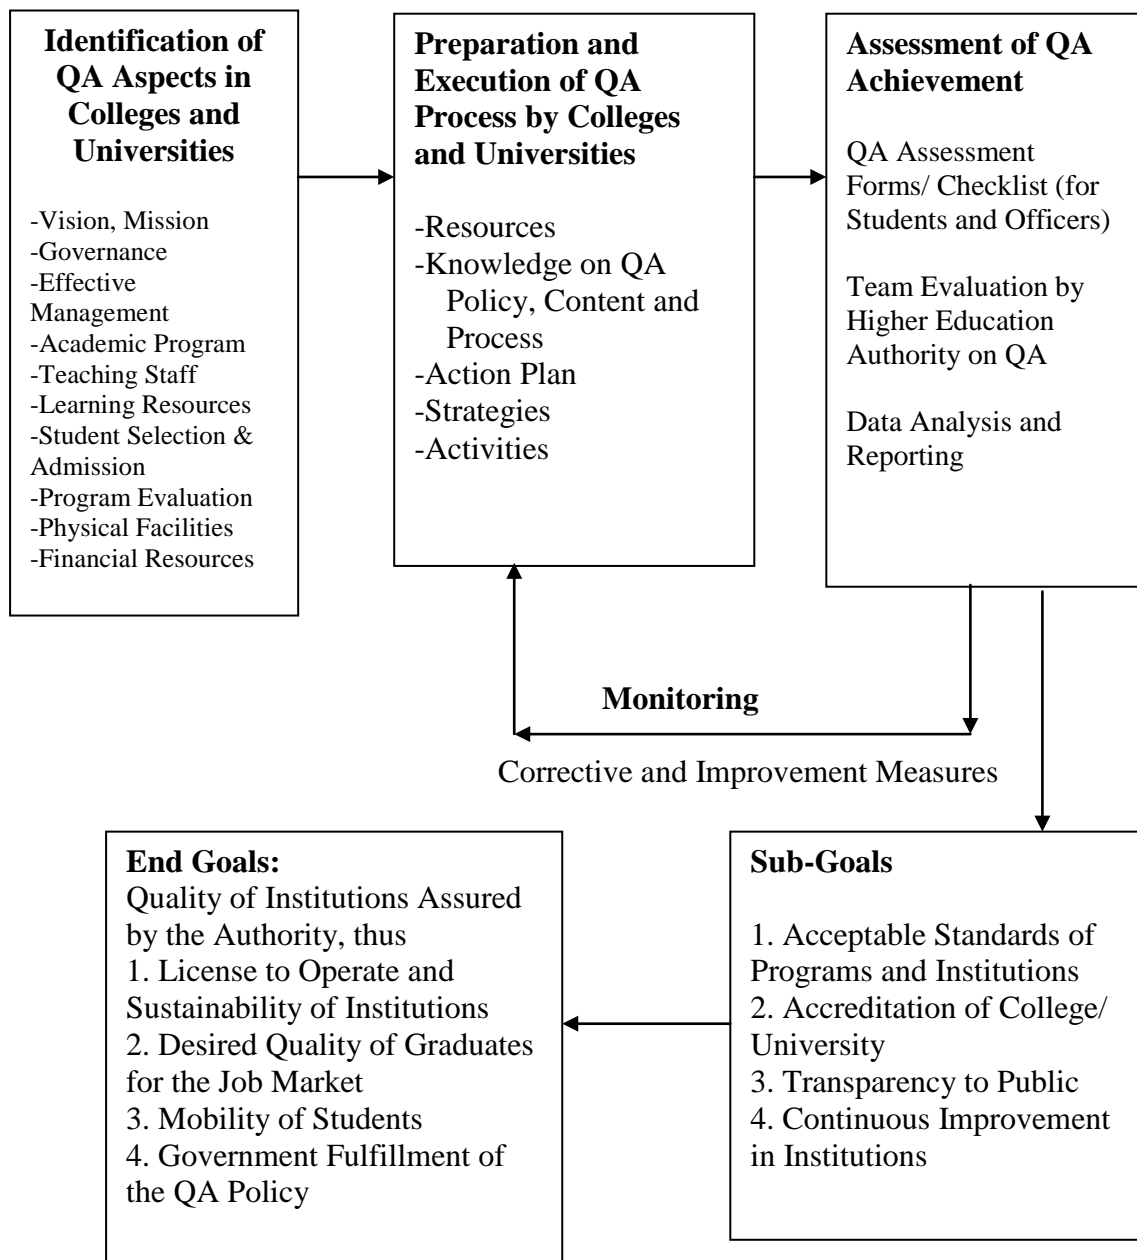 Identification of
QA Aspects in
Colleges and
Universities
-Vision, Mission
-Governance
-Effective
Management
-Academic Program
-Teaching Staff
-Learning Resources
-Student Selection &
Admission
-Program Evaluation
-Physical Facilities
-Financial Resources
Preparation and
Execution of QA
Process by Colleges
and Universities
-Resources
-Knowledge on QA
Policy, Content and
Process
-Action Plan
-Strategies
-Activities
Assessment of QA
Achievement
QA Assessment
Forms/ Checklist (for
Students and Officers)
Team Evaluation by
Higher Education
Authority on QA
Data Analysis and
Reporting
Monitoring
Corrective and Improvement Measures
End Goals:
Quality of Institutions Assured
by the Authority, thus
1. License to Operate and
Sustainability of Institutions
2. Desired Quality of Graduates
for the Job Market
3. Mobility of Students
4. Government Fulfillment of
the QA Policy
Sub-Goals
1. Acceptable Standards of
Programs and Institutions
2. Accreditation of College/
University
3. Transparency to Public
4. Continuous Improvement
in Institutions